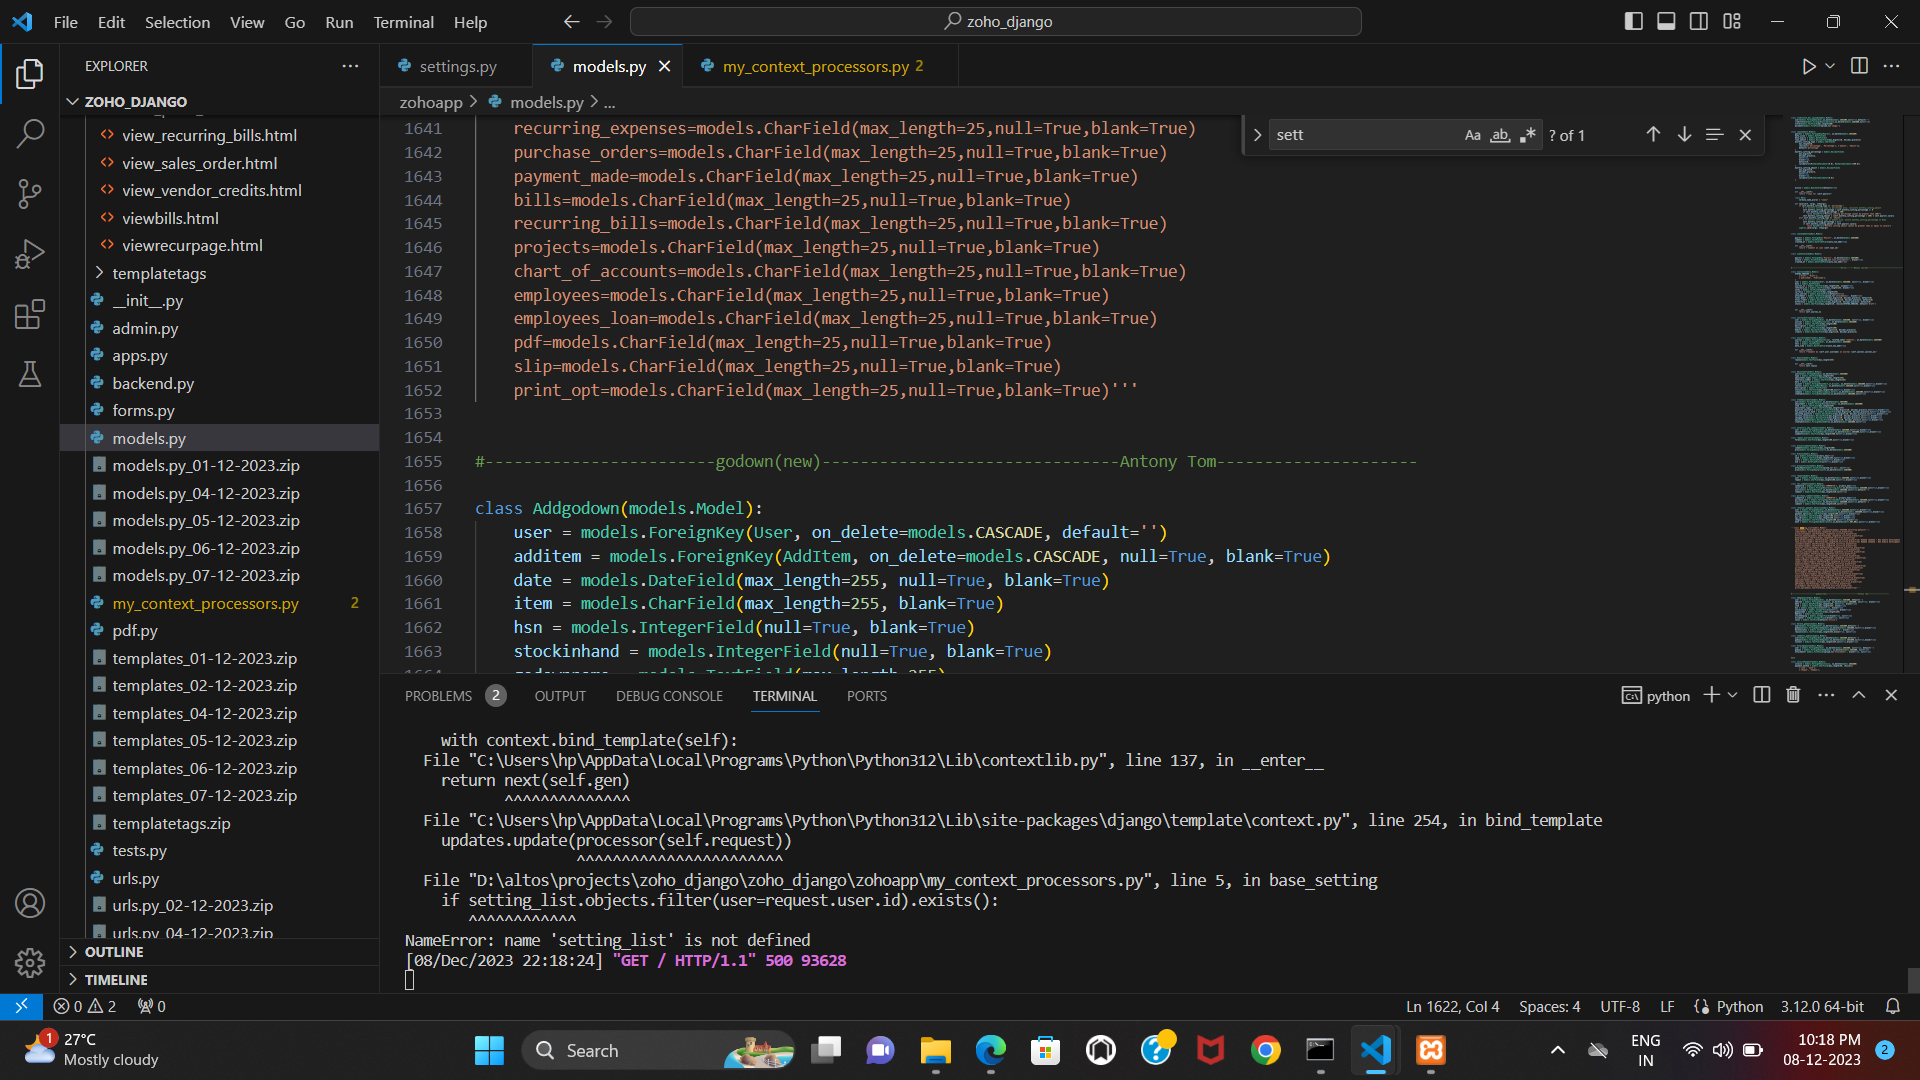 File Edit Selection View Go Run Terminal Help
zoho_django
EXPLORER
ZOHO_DJANGO
view_recurring_bills.html
view_sales_order.html
view_vendor_credits.html
viewbills.html
viewrecurpage.html
templatetags
__init__.py
admin.py
apps.py
backend.py
forms.py
models.py
models.py_01-12-2023.zip
models.py_04-12-2023.zip
models.py_05-12-2023.zip
models.py_06-12-2023.zip
models.py_07-12-2023.zip
my_context_processors.py 2
pdf.py
templates_01-12-2023.zip
templates_02-12-2023.zip
templates_04-12-2023.zip
templates_05-12-2023.zip
templates_06-12-2023.zip
templates_07-12-2023.zip
templatetags.zip
tests.py
urls.py
urls.py_02-12-2023.zip
urls.py_04-12-2023.zip
OUTLINE
TIMELINE
settings.py models.py my_context_processors.py 2
zohoapp > models.py > ...
sett Aa ab ? of 1
1641 recurring_expenses=models.CharField(max_length=25,null=True,blank=True)
1642 purchase_orders=models.CharField(max_length=25,null=True,blank=True)
1643 payment_made=models.CharField(max_length=25,null=True,blank=True)
1644 bills=models.CharField(max_length=25,null=True,blank=True)
1645 recurring_bills=models.CharField(max_length=25,null=True,blank=True)
1646 projects=models.CharField(max_length=25,null=True,blank=True)
1647 chart_of_accounts=models.CharField(max_length=25,null=True,blank=True)
1648 employees=models.CharField(max_length=25,null=True,blank=True)
1649 employees_loan=models.CharField(max_length=25,null=True,blank=True)
1650 pdf=models.CharField(max_length=25,null=True,blank=True)
1651 slip=models.CharField(max_length=25,null=True,blank=True)
1652 print_opt=models.CharField(max_length=25,null=True,blank=True)'''
1653
1654
1655 #------------------------godown(new)-------------------------------Antony Tom---------------------
1656
1657 class Addgodown(models.Model):
1658 user = models.ForeignKey(User, on_delete=models.CASCADE, default='')
1659 additem = models.ForeignKey(AddItem, on_delete=models.CASCADE, null=True, blank=True)
1660 date = models.DateField(max_length=255, null=True, blank=True)
1661 item = models.CharField(max_length=255, blank=True)
1662 hsn = models.IntegerField(null=True, blank=True)
1663 stockinhand = models.IntegerField(null=True, blank=True)
PROBLEMS 2 OUTPUT DEBUG CONSOLE TERMINAL PORTS
python
with context.bind_template(self):
File "C:\Users\hp\AppData\Local\Programs\Python\Python312\Lib\contextlib.py", line 137, in __enter__
return next(self.gen)
^^^^^^^^^^^^^^
File "C:\Users\hp\AppData\Local\Programs\Python\Python312\Lib\site-packages\django\template\context.py", line 254, in bind_template
updates.update(processor(self.request))
^^^^^^^^^^^^^^^^^^^^^^^
File "D:\altos\projects\zoho_django\zoho_django\zohoapp\my_context_processors.py", line 5, in base_setting
if setting_list.objects.filter(user=request.user.id).exists():
^^^^^^^^^^^^
NameError: name 'setting_list' is not defined
[08/Dec/2023 22:18:24] "GET / HTTP/1.1" 500 93628
0 2 0
Ln 1622, Col 4 Spaces: 4 UTF-8 LF Python 3.12.0 64-bit
1 27°C
Mostly cloudy
Search
ENG
IN
10:18 PM
08-12-2023
2